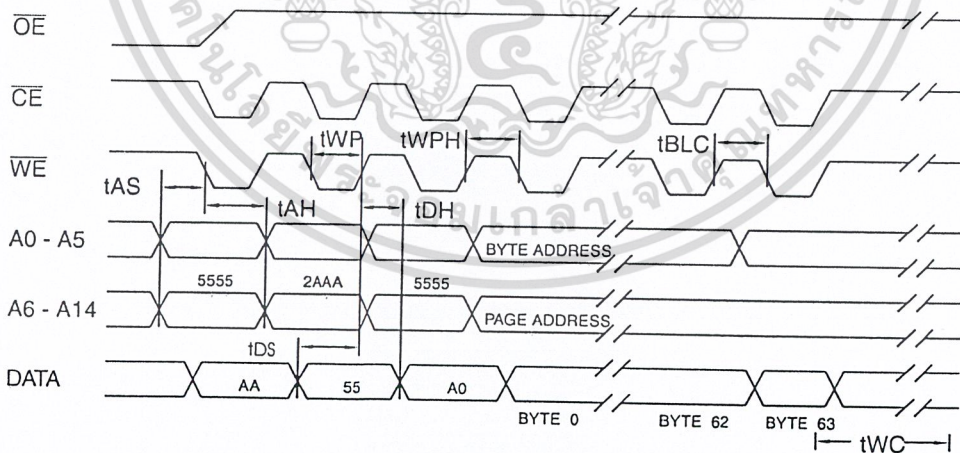 OE
CE
tWP
tWPH
tBLC
WE
tAS
tAH
tDH
A0 - A5
BYTE ADDRESS
5555
2AAA
5555
A6 - A14
PAGE ADDRESS
tDS
DATA
AA
55
A0
BYTE 0
BYTE 62
BYTE 63
tWC